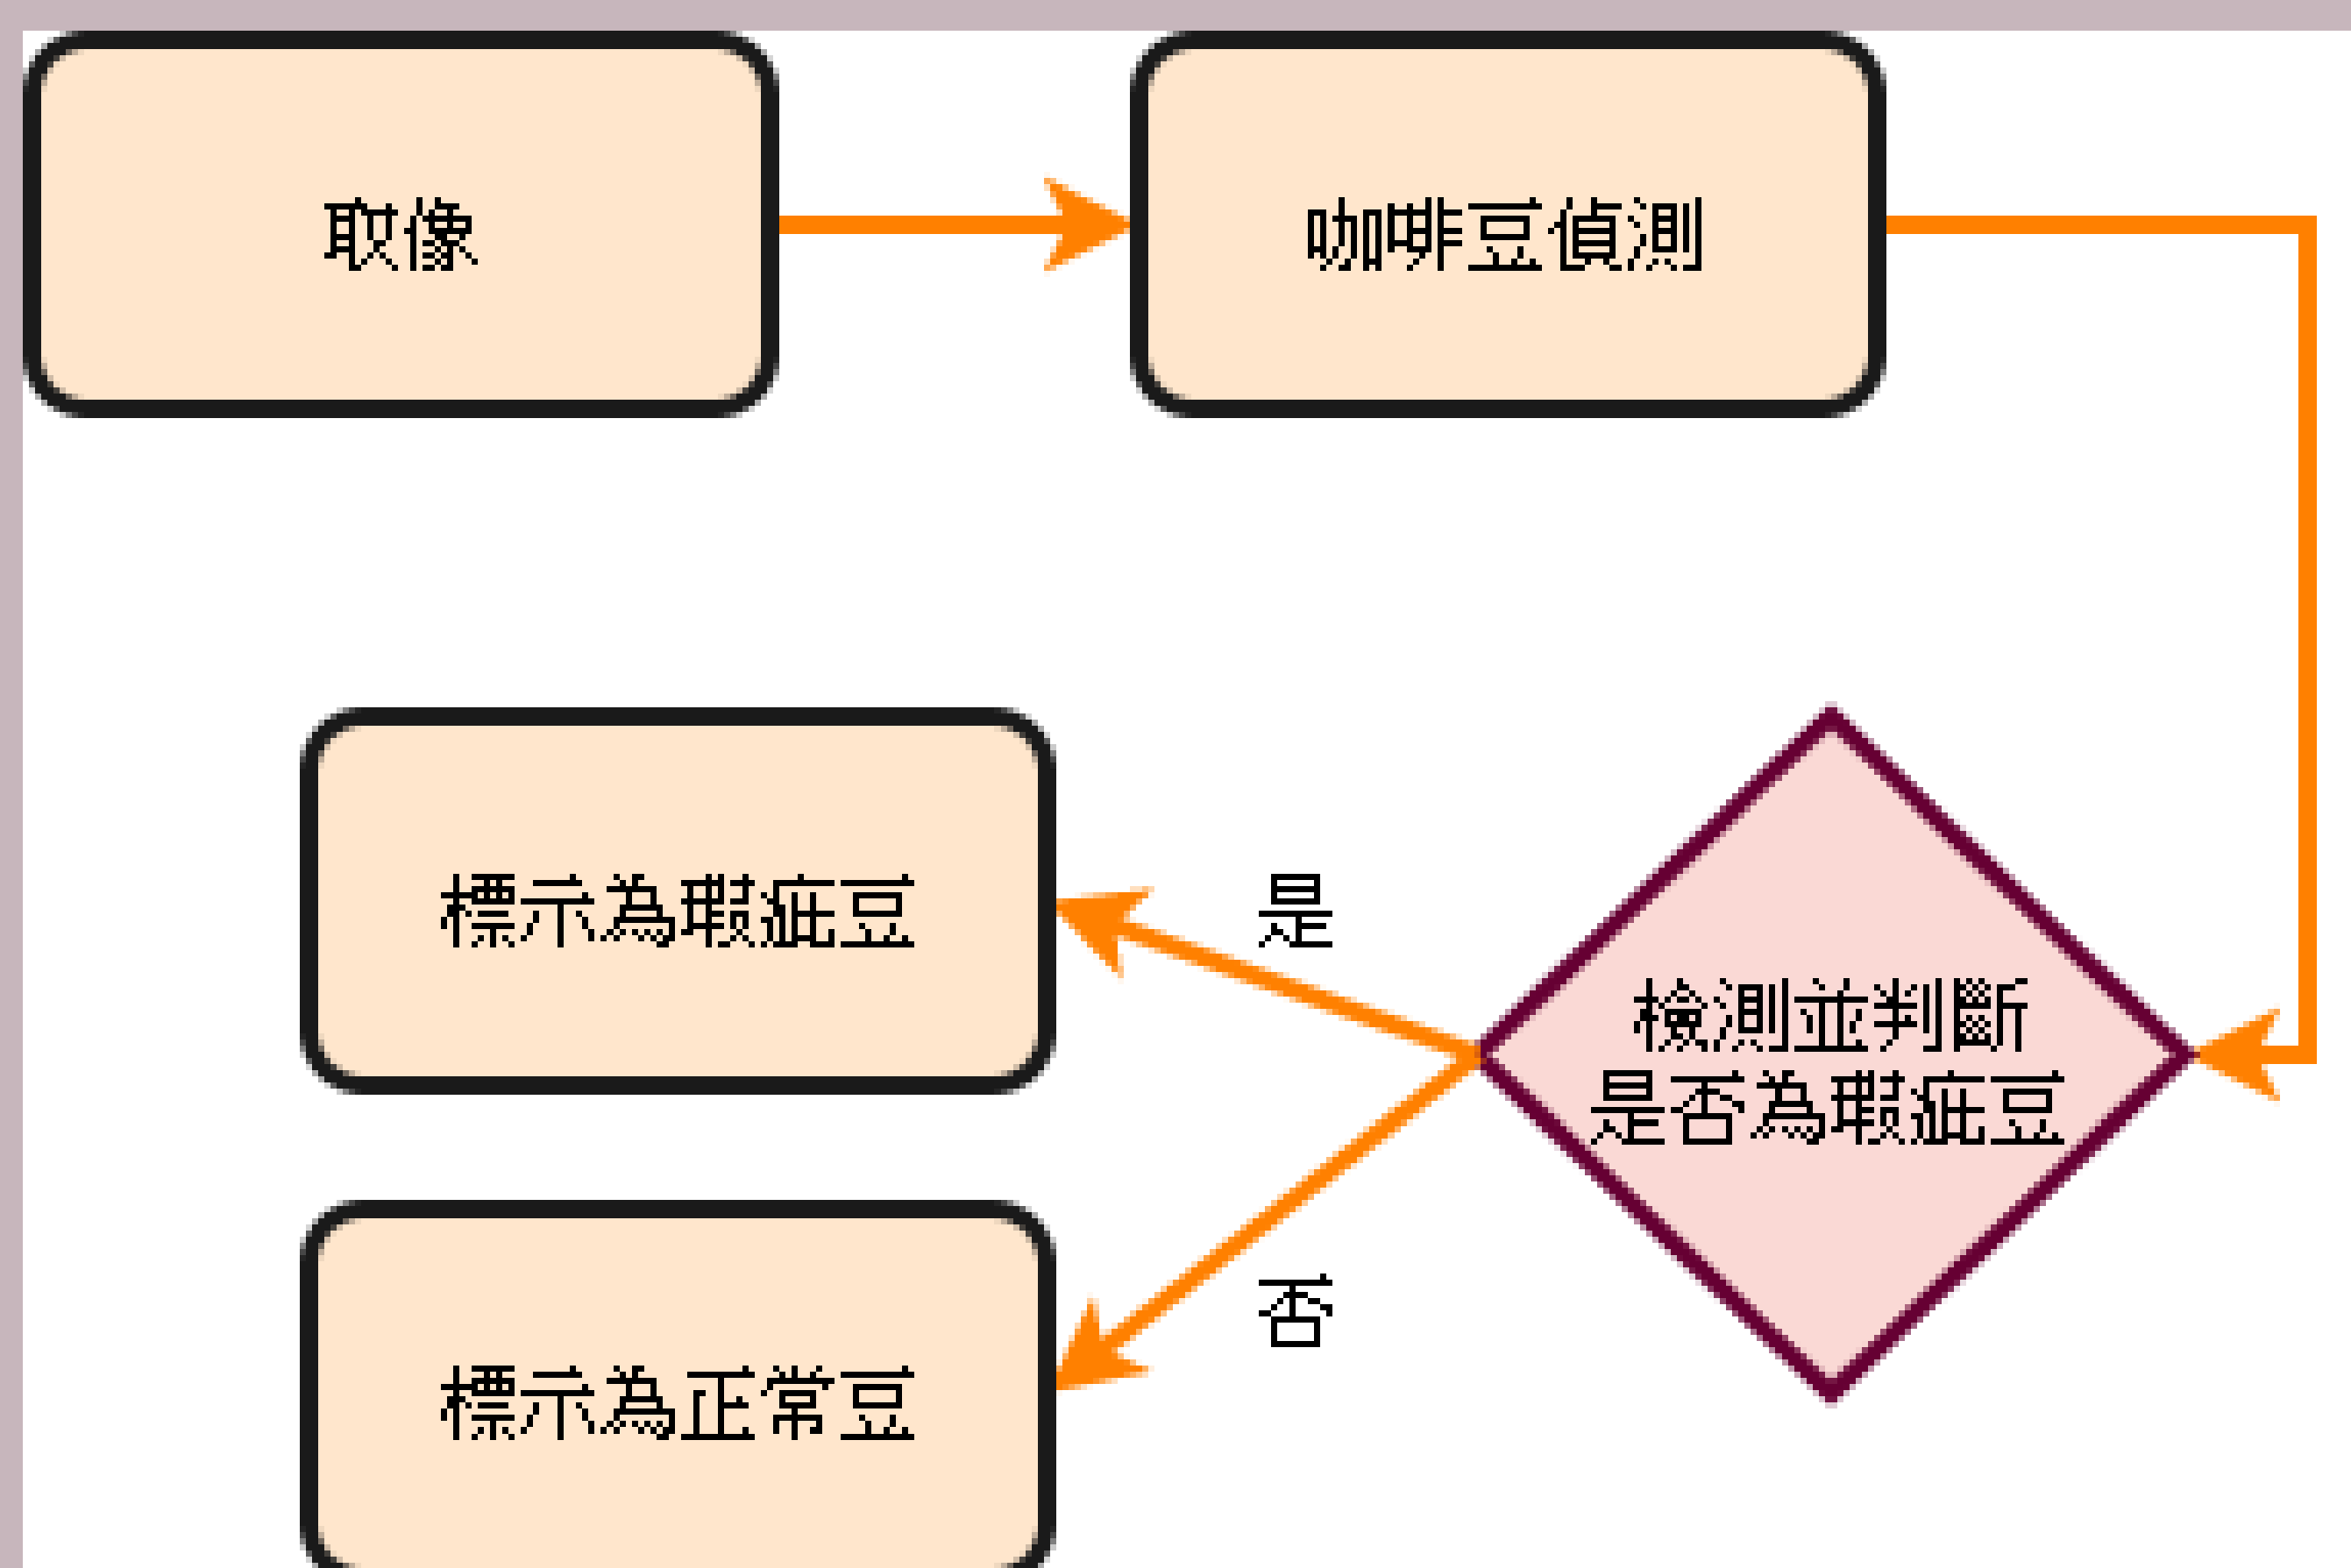 取像
咖啡豆偵測
標示為瑕疵豆
是
檢測並判斷
是否為瑕疵豆
否
標示為正常豆